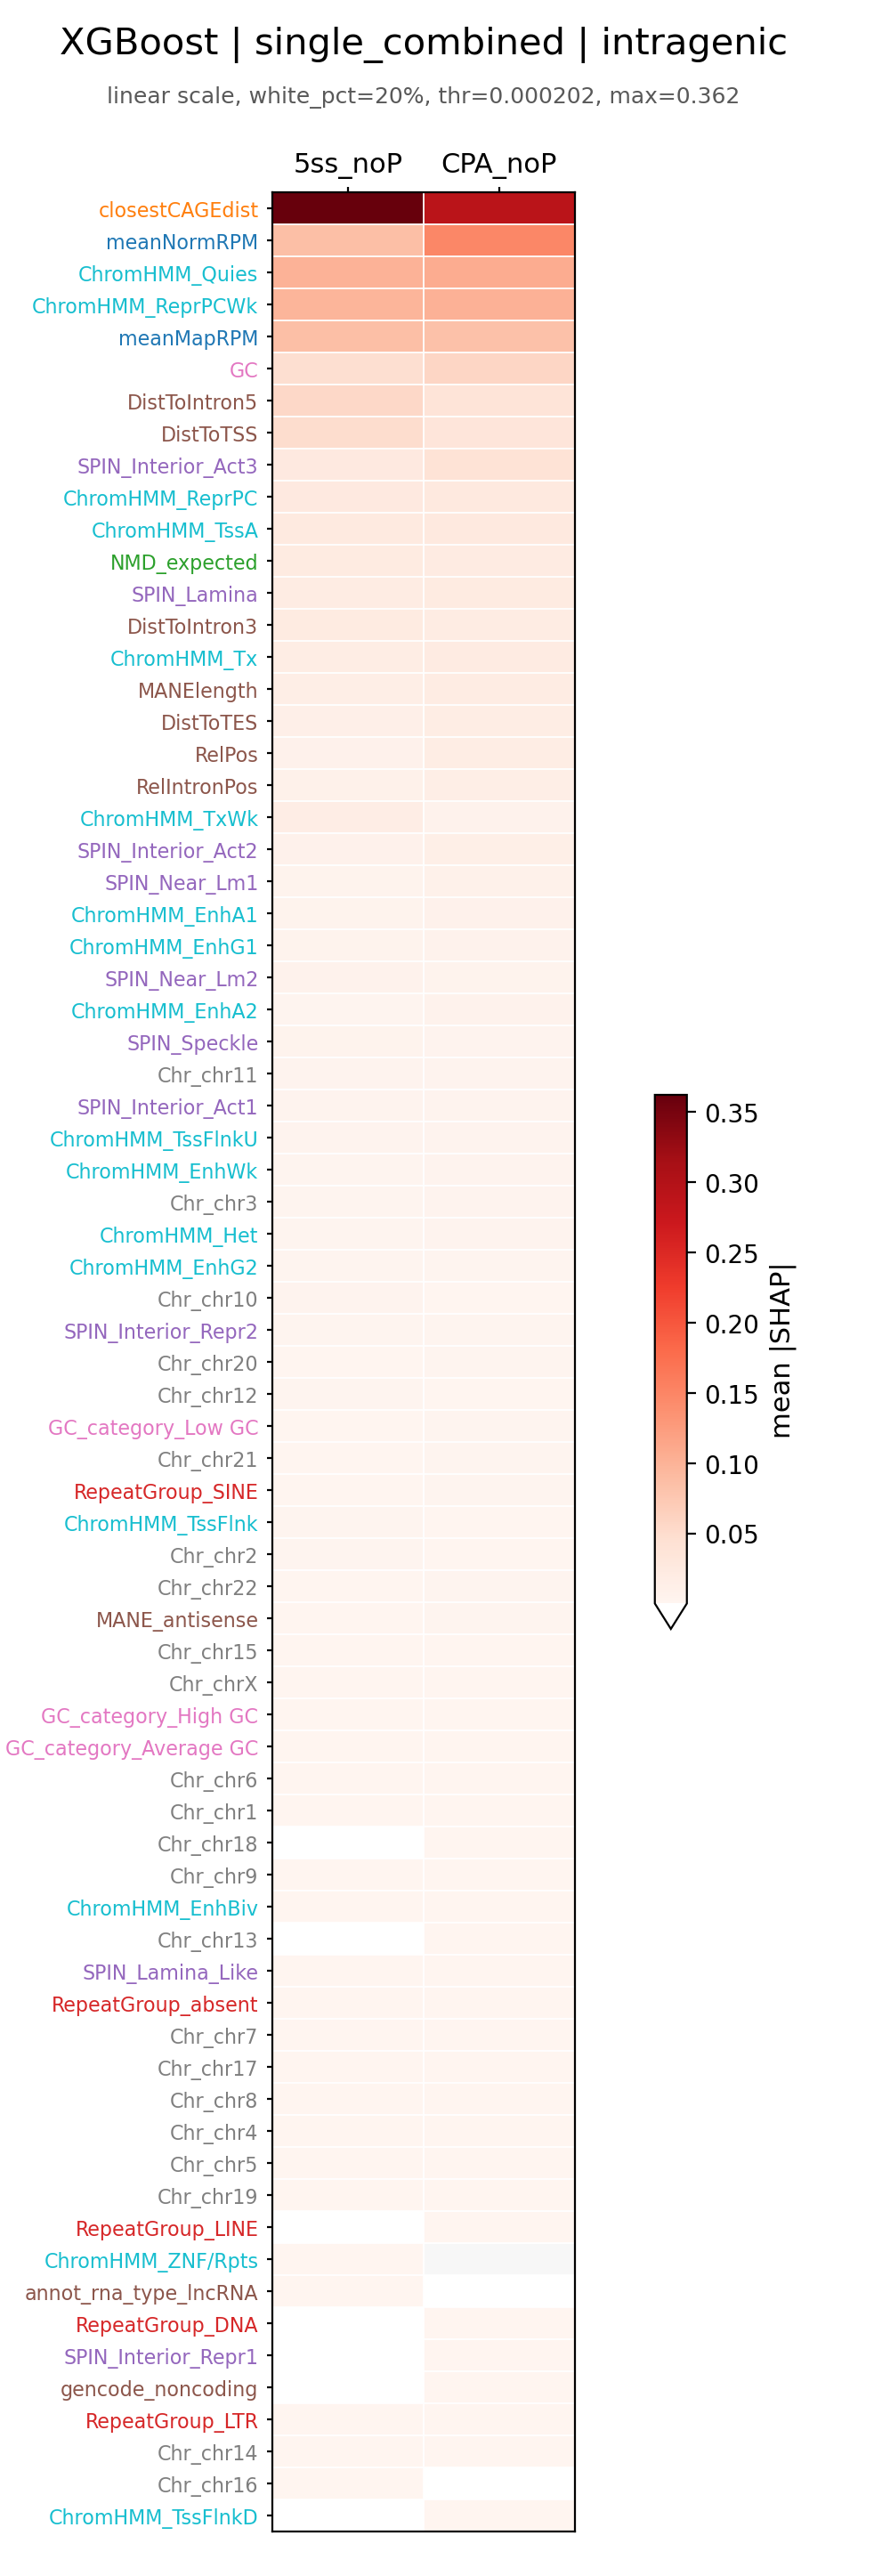 XGBoost | single_combined | intragenic
linear scale, white_pct=20%, thr=0.000202, max=0.362
5ss_noP CPA_noP
closestCAGEdist
meanNormRPM
ChromHMM_Quies
ChromHMM_ReprPCWk
meanMapRPM
GC
DistToIntron5
DistToTSS
SPIN_Interior_Act3
ChromHMM_ReprPC
ChromHMM_TssA
NMD_expected
SPIN_Lamina
DistToIntron3
ChromHMM_Tx
MANElength
DistToTES
RelPos
RelIntronPos
ChromHMM_TxWk
SPIN_Interior_Act2
SPIN_Near_Lm1
ChromHMM_EnhA1
ChromHMM_EnhG1
SPIN_Near_Lm2
ChromHMM_EnhA2
SPIN_Speckle
Chr_chr11
SPIN_Interior_Act1
ChromHMM_TssFlnkU
ChromHMM_EnhWk
Chr_chr3
ChromHMM_Het
ChromHMM_EnhG2
Chr_chr10
SPIN_Interior_Repr2
Chr_chr20
Chr_chr12
GC_category_Low GC
Chr_chr21
RepeatGroup_SINE
ChromHMM_TssFlnk
Chr_chr2
Chr_chr22
MANE_antisense
Chr_chr15
Chr_chrX
GC_category_High GC
GC_category_Average GC
Chr_chr6
Chr_chr1
Chr_chr18
Chr_chr9
ChromHMM_EnhBiv
Chr_chr13
SPIN_Lamina_Like
RepeatGroup_absent
Chr_chr7
Chr_chr17
Chr_chr8
Chr_chr4
Chr_chr5
Chr_chr19
RepeatGroup_LINE
ChromHMM_ZNF/Rpts
annot_rna_type_lncRNA
RepeatGroup_DNA
SPIN_Interior_Repr1
gencode_noncoding
RepeatGroup_LTR
Chr_chr14
Chr_chr16
ChromHMM_TssFlnkD
0.35
0.30
0.25
0.20
0.15
0.10
0.05
mean |SHAP|